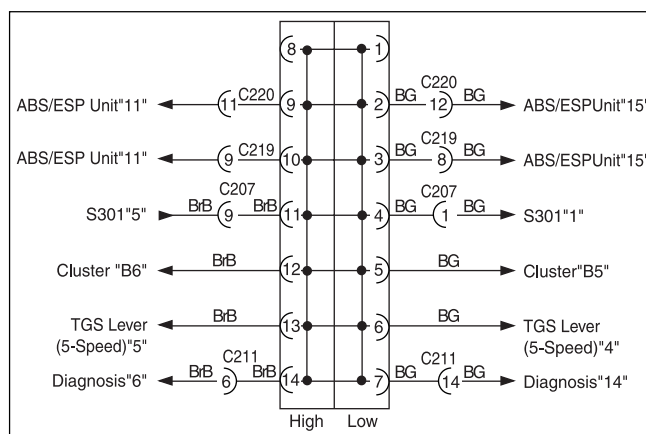 8 1
ABS/ESP Unit"11" 11 C220 9 2 BG C220 12 BG ABS/ESPUnit"15"
ABS/ESP Unit"11" 9 C219 10 3 BG C219 8 BG ABS/ESPUnit"15"
S301"5" BrB C207 9 BrB 11 4 BG C207 1 BG S301"1"
Cluster "B6" BrB 12 5 BG Cluster"B5"
TGS Lever BrB 13 6 BG TGS Lever
(5-Speed)"5" (5-Speed)"4"
Diagnosis"6" BrB C211 6 BrB 14 7 BG C211 14 BG Diagnosis"14"
High Low